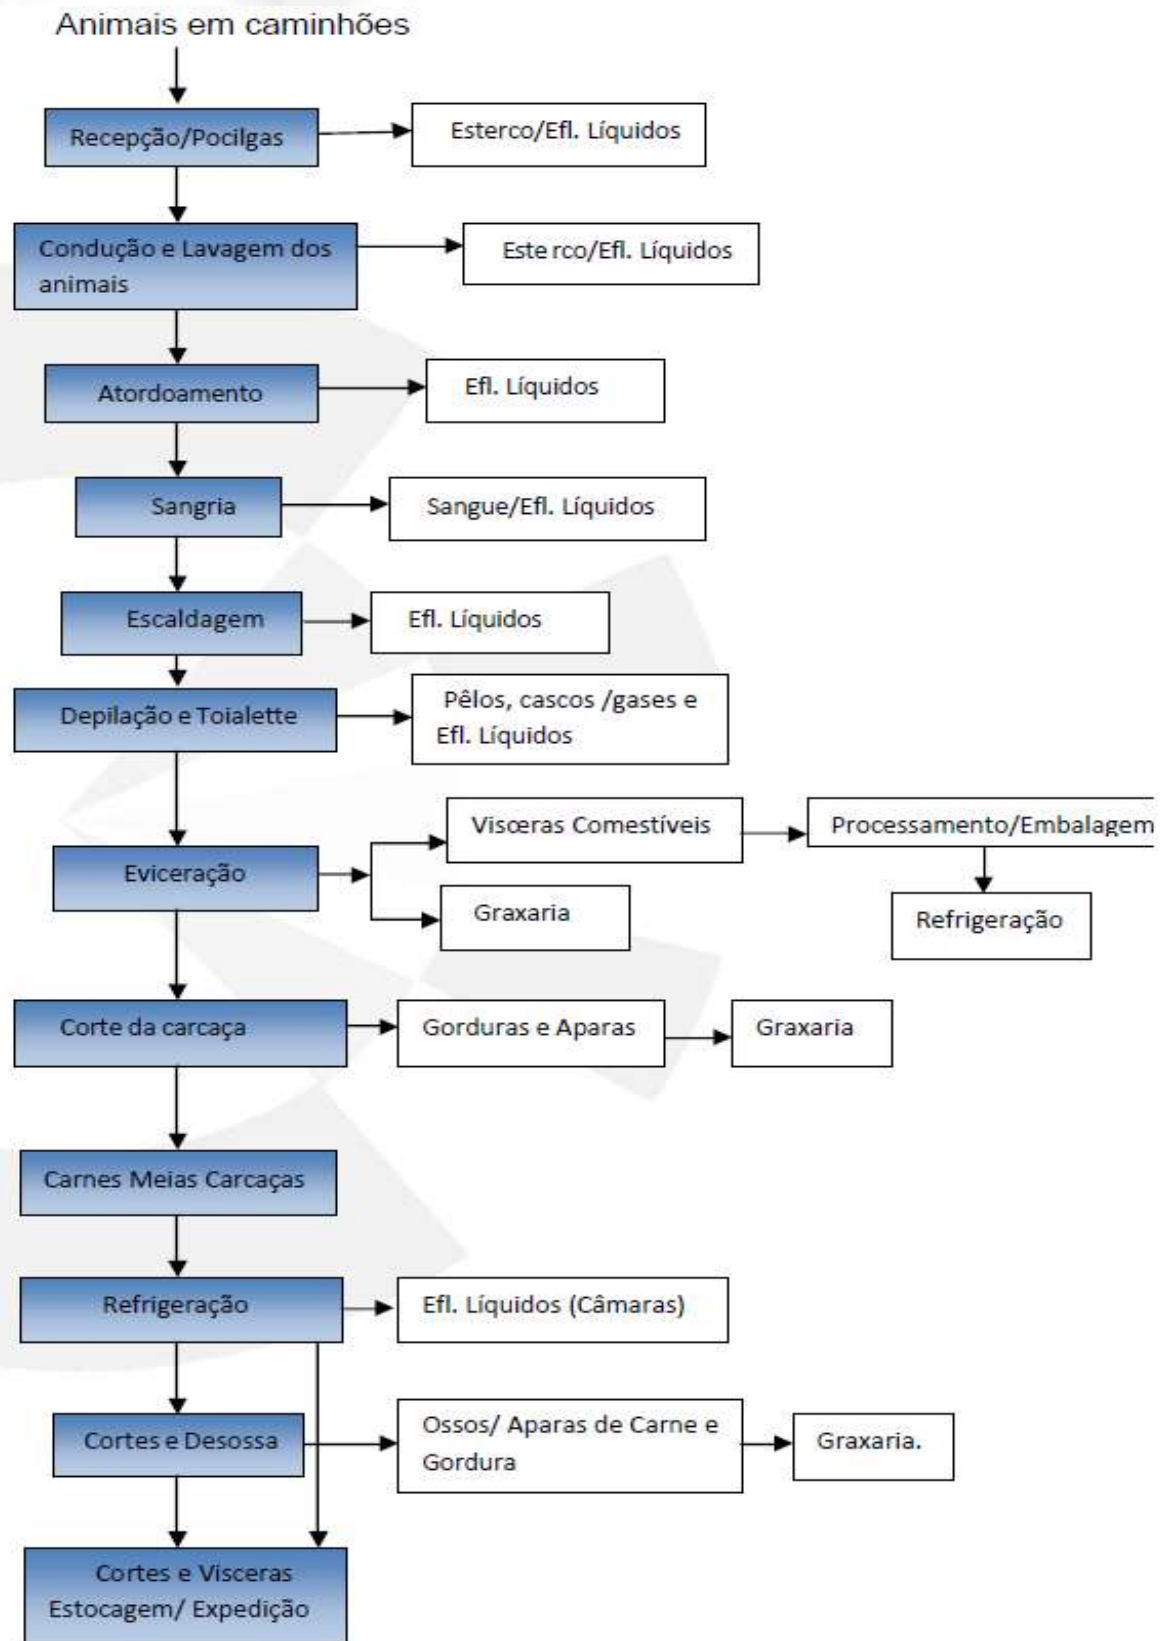 Animais em caminhões
Recepção/Pocilgas
Esterco/Efl. Líquidos
Condução e Lavagem dos
animais
Esterco/Efl. Líquidos
Atordoamento
Efl. Líquidos
Sangria
Sangue/Efl. Líquidos
Escaldagem
Efl. Líquidos
Depilação e Toialette
Pêlos, cascos /gases e
Efl. Líquidos
Eviceração
Visceras Comestíveis
Processamento/Embalagem
Graxaria
Refrigeração
Corte da carcaça
Gorduras e Aparas
Graxaria
Carnes Meias Carcaças
Refrigeração
Efl. Líquidos (Câmaras)
Cortes e Desossa
Ossos/ Aparas de Carne e
Gordura
Graxaria.
Cortes e Visceras
Estocagem/ Expedição